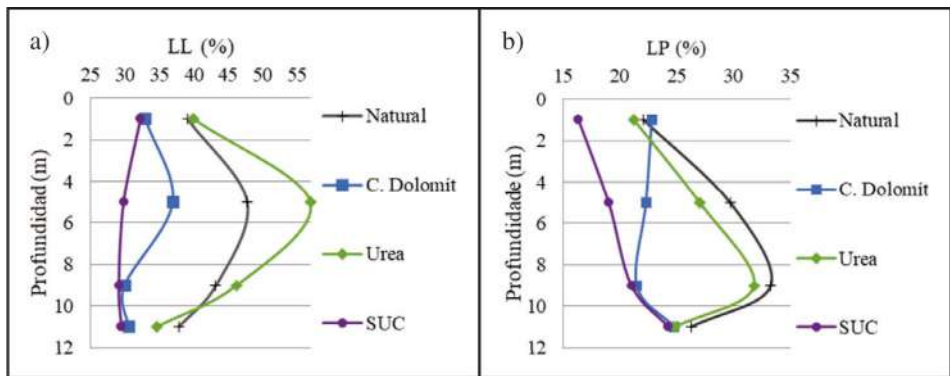 a)
LL (%)
25 30 35 40 45 50 55
0
2
4
6
8
10
12
Profundidad (m)
Natural
C. Dolomit
Urea
SUC
b)
LP (%)
15 20 25 30 35
0
2
4
6
8
10
12
Profundidade (m)
Natural
C. Dolomit
Urea
SUC